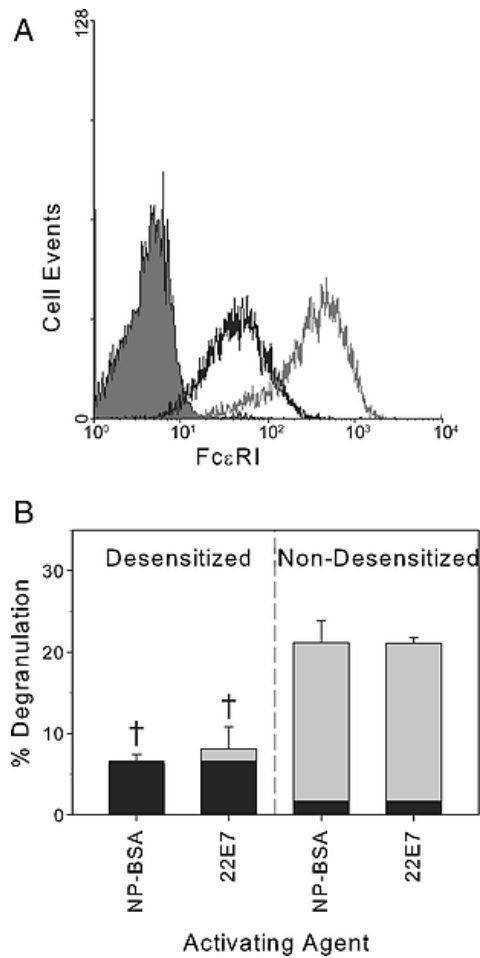 A
128
Cell Events
0
10⁰ 10¹ 10² 10³ 10⁴
FcεRI
B
Desensitized Non-Desensitized
30
% Degranulation
20
10
† †
0
NP-BSA 22E7 NP-BSA 22E7
Activating Agent